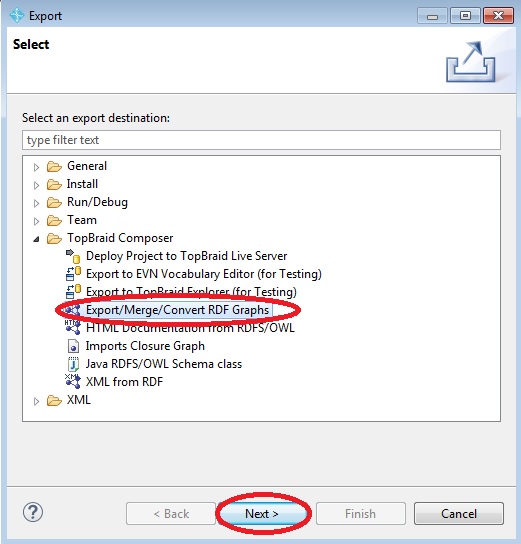 Export
Select
Select an export destination:
type filter text
General
Install
Run/Debug
Team
TopBraid Composer
Deploy Project to TopBraid Live Server
Export to EVN Vocabulary Editor (for Testing)
Export to TopBraid Explorer (for Testing)
Export/Merge/Convert RDF Graphs
HTML Documentation from RDFS/OWL
Imports Closure Graph
Java RDFS/OWL Schema class
XML from RDF
XML
? < Back Next > Finish Cancel